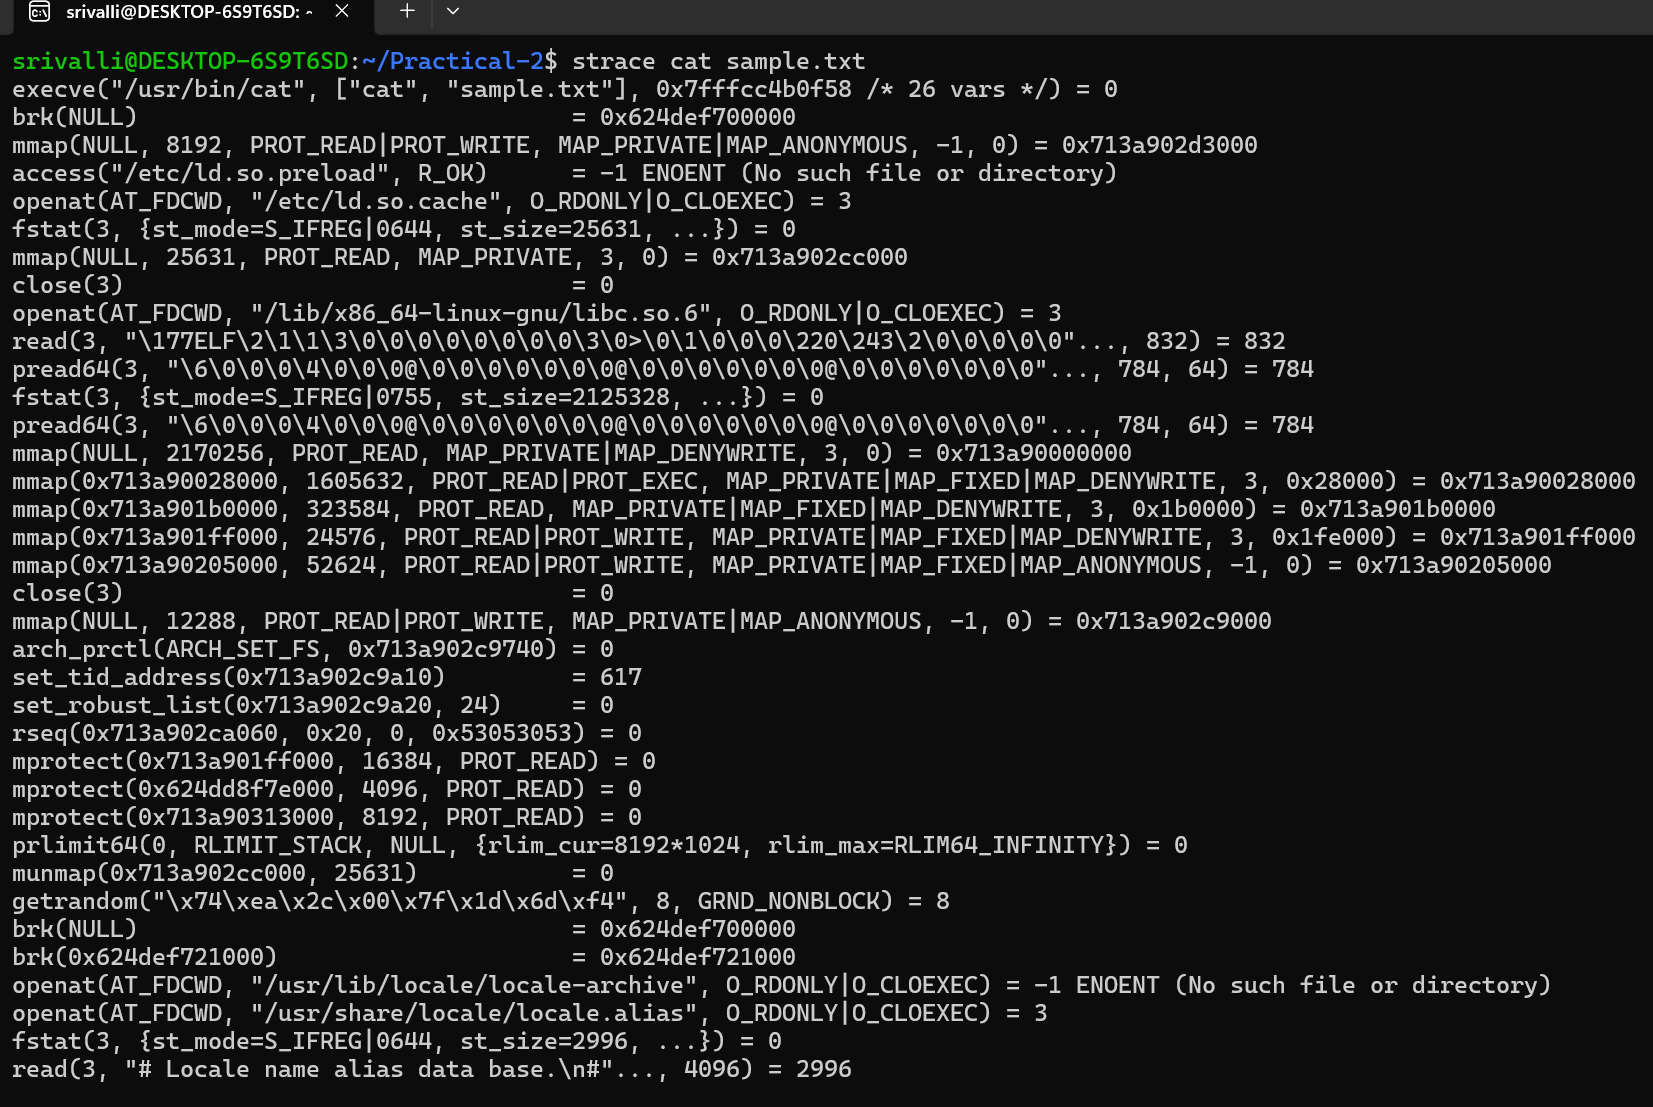 srivalli@DESKTOP-6S9T6SD: ~
srivalli@DESKTOP-6S9T6SD:~/Practical-2$ strace cat sample.txt
execve("/usr/bin/cat", ["cat", "sample.txt"], 0x7fffcc4b0f58 /* 26 vars */) = 0
brk(NULL)                               = 0x624def700000
mmap(NULL, 8192, PROT_READ|PROT_WRITE, MAP_PRIVATE|MAP_ANONYMOUS, -1, 0) = 0x713a902d3000
access("/etc/ld.so.preload", R_OK)      = -1 ENOENT (No such file or directory)
openat(AT_FDCWD, "/etc/ld.so.cache", O_RDONLY|O_CLOEXEC) = 3
fstat(3, {st_mode=S_IFREG|0644, st_size=25631, ...}) = 0
mmap(NULL, 25631, PROT_READ, MAP_PRIVATE, 3, 0) = 0x713a902cc000
close(3)                                = 0
openat(AT_FDCWD, "/lib/x86_64-linux-gnu/libc.so.6", O_RDONLY|O_CLOEXEC) = 3
read(3, "\177ELF\2\1\1\3\0\0\0\0\0\0\0\0\3\0>\0\1\0\0\0\220\243\2\0\0\0\0\0"..., 832) = 832
pread64(3, "\6\0\0\0\4\0\0\0@\0\0\0\0\0\0\0@\0\0\0\0\0\0\0@\0\0\0\0\0\0\0"..., 784, 64) = 784
fstat(3, {st_mode=S_IFREG|0755, st_size=2125328, ...}) = 0
pread64(3, "\6\0\0\0\4\0\0\0@\0\0\0\0\0\0\0@\0\0\0\0\0\0\0@\0\0\0\0\0\0\0"..., 784, 64) = 784
mmap(NULL, 2170256, PROT_READ, MAP_PRIVATE|MAP_DENYWRITE, 3, 0) = 0x713a90000000
mmap(0x713a90028000, 1605632, PROT_READ|PROT_EXEC, MAP_PRIVATE|MAP_FIXED|MAP_DENYWRITE, 3, 0x28000) = 0x713a90028000
mmap(0x713a901b0000, 323584, PROT_READ, MAP_PRIVATE|MAP_FIXED|MAP_DENYWRITE, 3, 0x1b0000) = 0x713a901b0000
mmap(0x713a901ff000, 24576, PROT_READ|PROT_WRITE, MAP_PRIVATE|MAP_FIXED|MAP_DENYWRITE, 3, 0x1fe000) = 0x713a901ff000
mmap(0x713a90205000, 52624, PROT_READ|PROT_WRITE, MAP_PRIVATE|MAP_FIXED|MAP_ANONYMOUS, -1, 0) = 0x713a90205000
close(3)                                = 0
mmap(NULL, 12288, PROT_READ|PROT_WRITE, MAP_PRIVATE|MAP_ANONYMOUS, -1, 0) = 0x713a902c9000
arch_prctl(ARCH_SET_FS, 0x713a902c9740) = 0
set_tid_address(0x713a902c9a10)         = 617
set_robust_list(0x713a902c9a20, 24)     = 0
rseq(0x713a902ca060, 0x20, 0, 0x53053053) = 0
mprotect(0x713a901ff000, 16384, PROT_READ) = 0
mprotect(0x624dd8f7e000, 4096, PROT_READ) = 0
mprotect(0x713a90313000, 8192, PROT_READ) = 0
prlimit64(0, RLIMIT_STACK, NULL, {rlim_cur=8192*1024, rlim_max=RLIM64_INFINITY}) = 0
munmap(0x713a902cc000, 25631)           = 0
getrandom("\x74\xea\x2c\x00\x7f\x1d\x6d\xf4", 8, GRND_NONBLOCK) = 8
brk(NULL)                               = 0x624def700000
brk(0x624def721000)                     = 0x624def721000
openat(AT_FDCWD, "/usr/lib/locale/locale-archive", O_RDONLY|O_CLOEXEC) = -1 ENOENT (No such file or directory)
openat(AT_FDCWD, "/usr/share/locale/locale.alias", O_RDONLY|O_CLOEXEC) = 3
fstat(3, {st_mode=S_IFREG|0644, st_size=2996, ...}) = 0
read(3, "# Locale name alias data base.\n#"..., 4096) = 2996